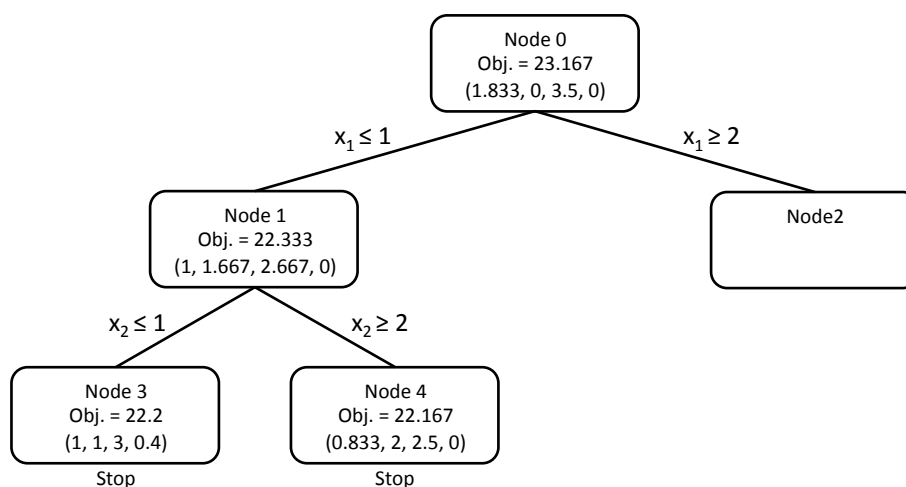 Node 0
Obj. = 23.167
(1.833, 0, 3.5, 0)
x₁ ≤ 1
x₁ ≥ 2
Node 1
Obj. = 22.333
(1, 1.667, 2.667, 0)
Node2
x₂ ≤ 1
x₂ ≥ 2
Node 3
Obj. = 22.2
(1, 1, 3, 0.4)
Node 4
Obj. = 22.167
(0.833, 2, 2.5, 0)
Stop
Stop